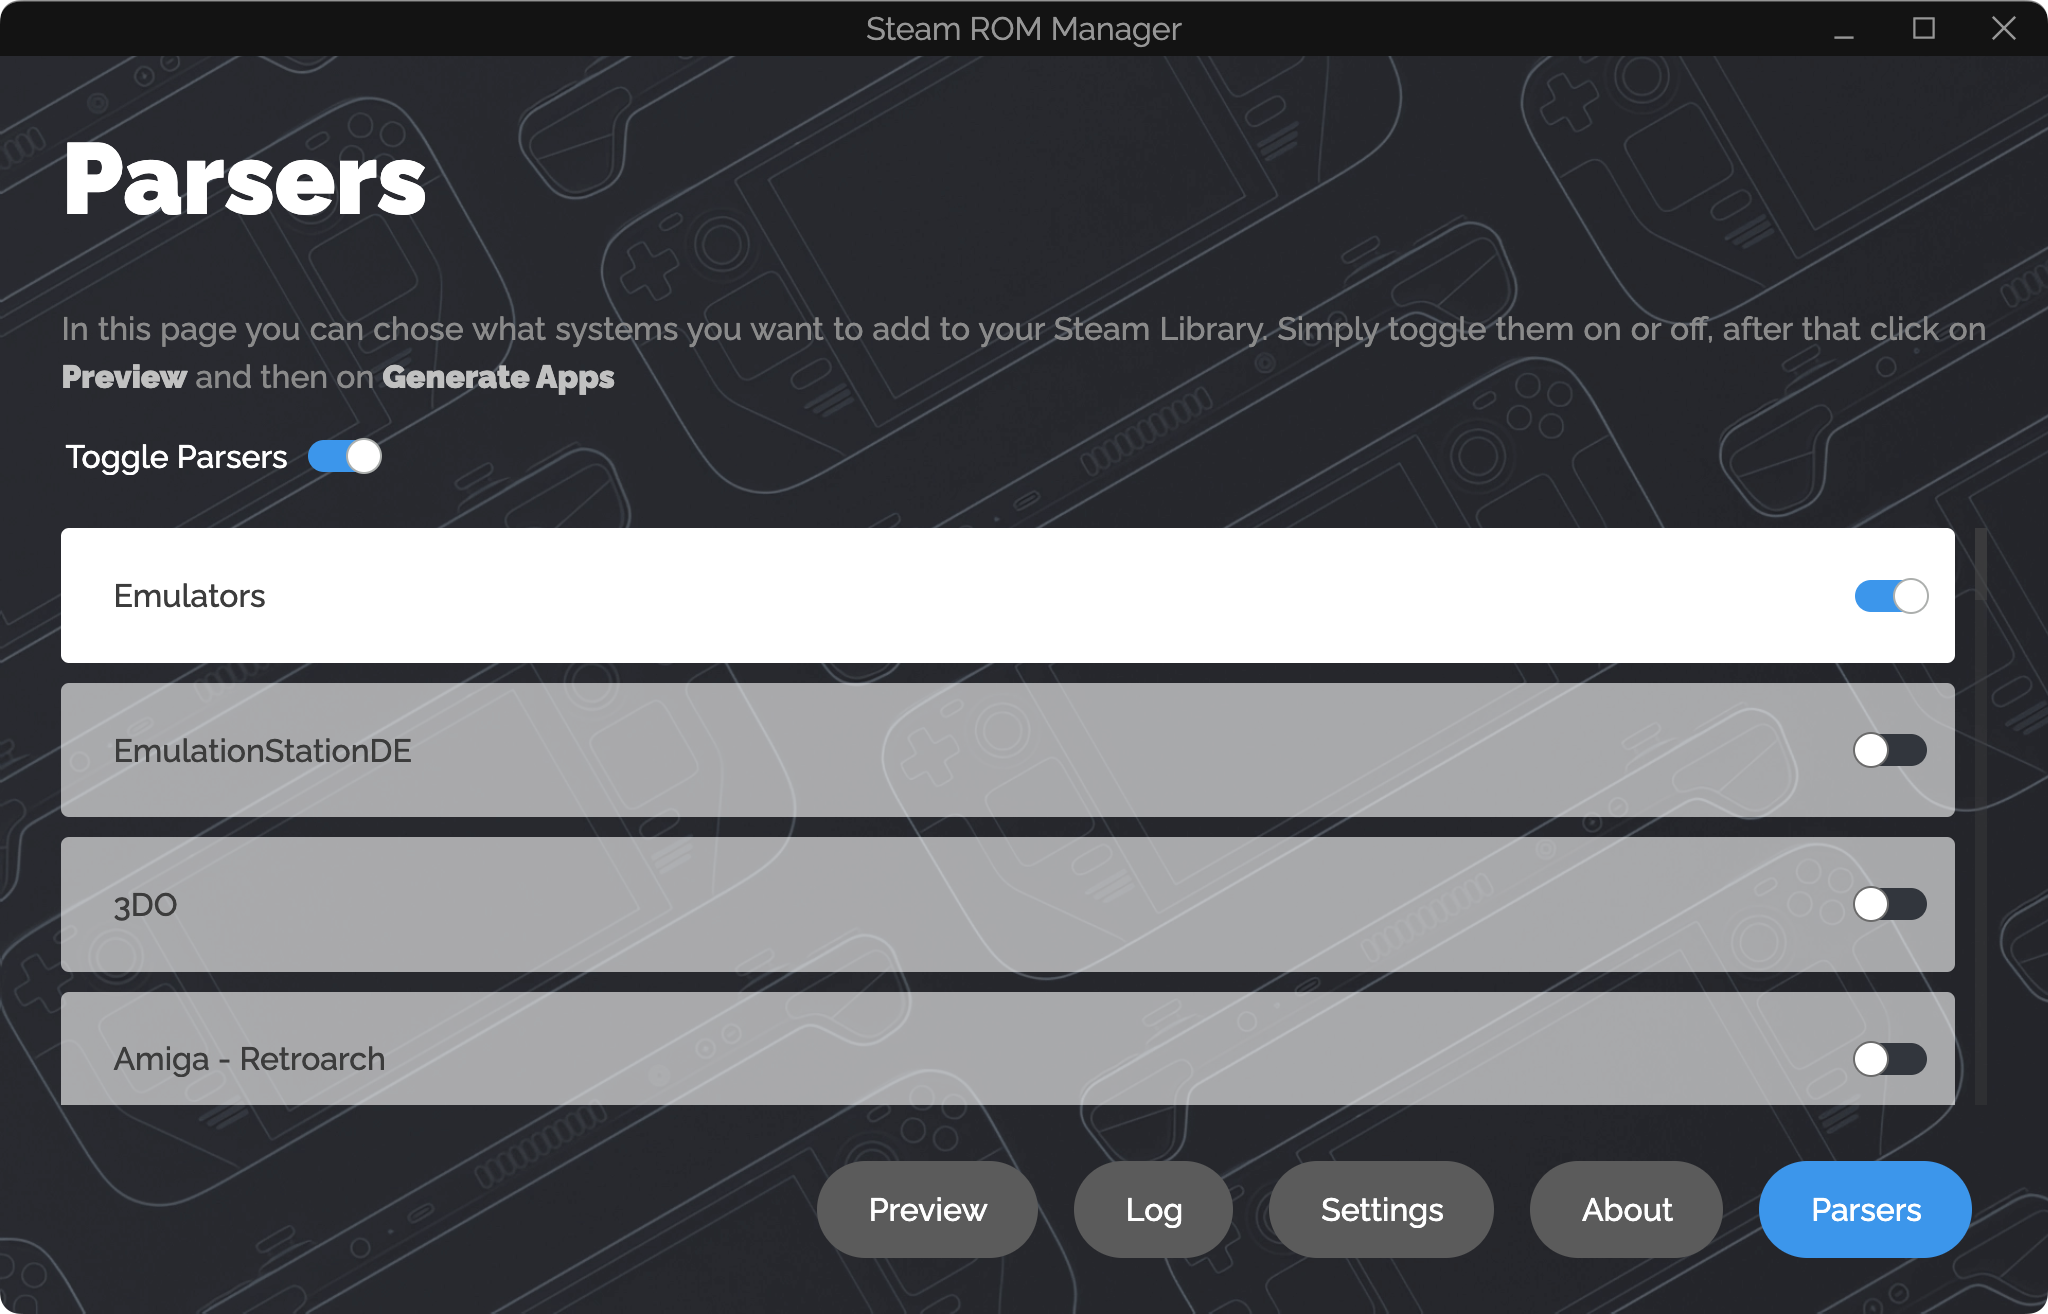 Steam ROM Manager
Parsers
In this page you can chose what systems you want to add to your Steam Library. Simply toggle them on or off, after that click on
Preview and then on Generate Apps
Toggle Parsers
Emulators
EmulationStationDE
3DO
Amiga - Retroarch
Preview
Log
Settings
About
Parsers